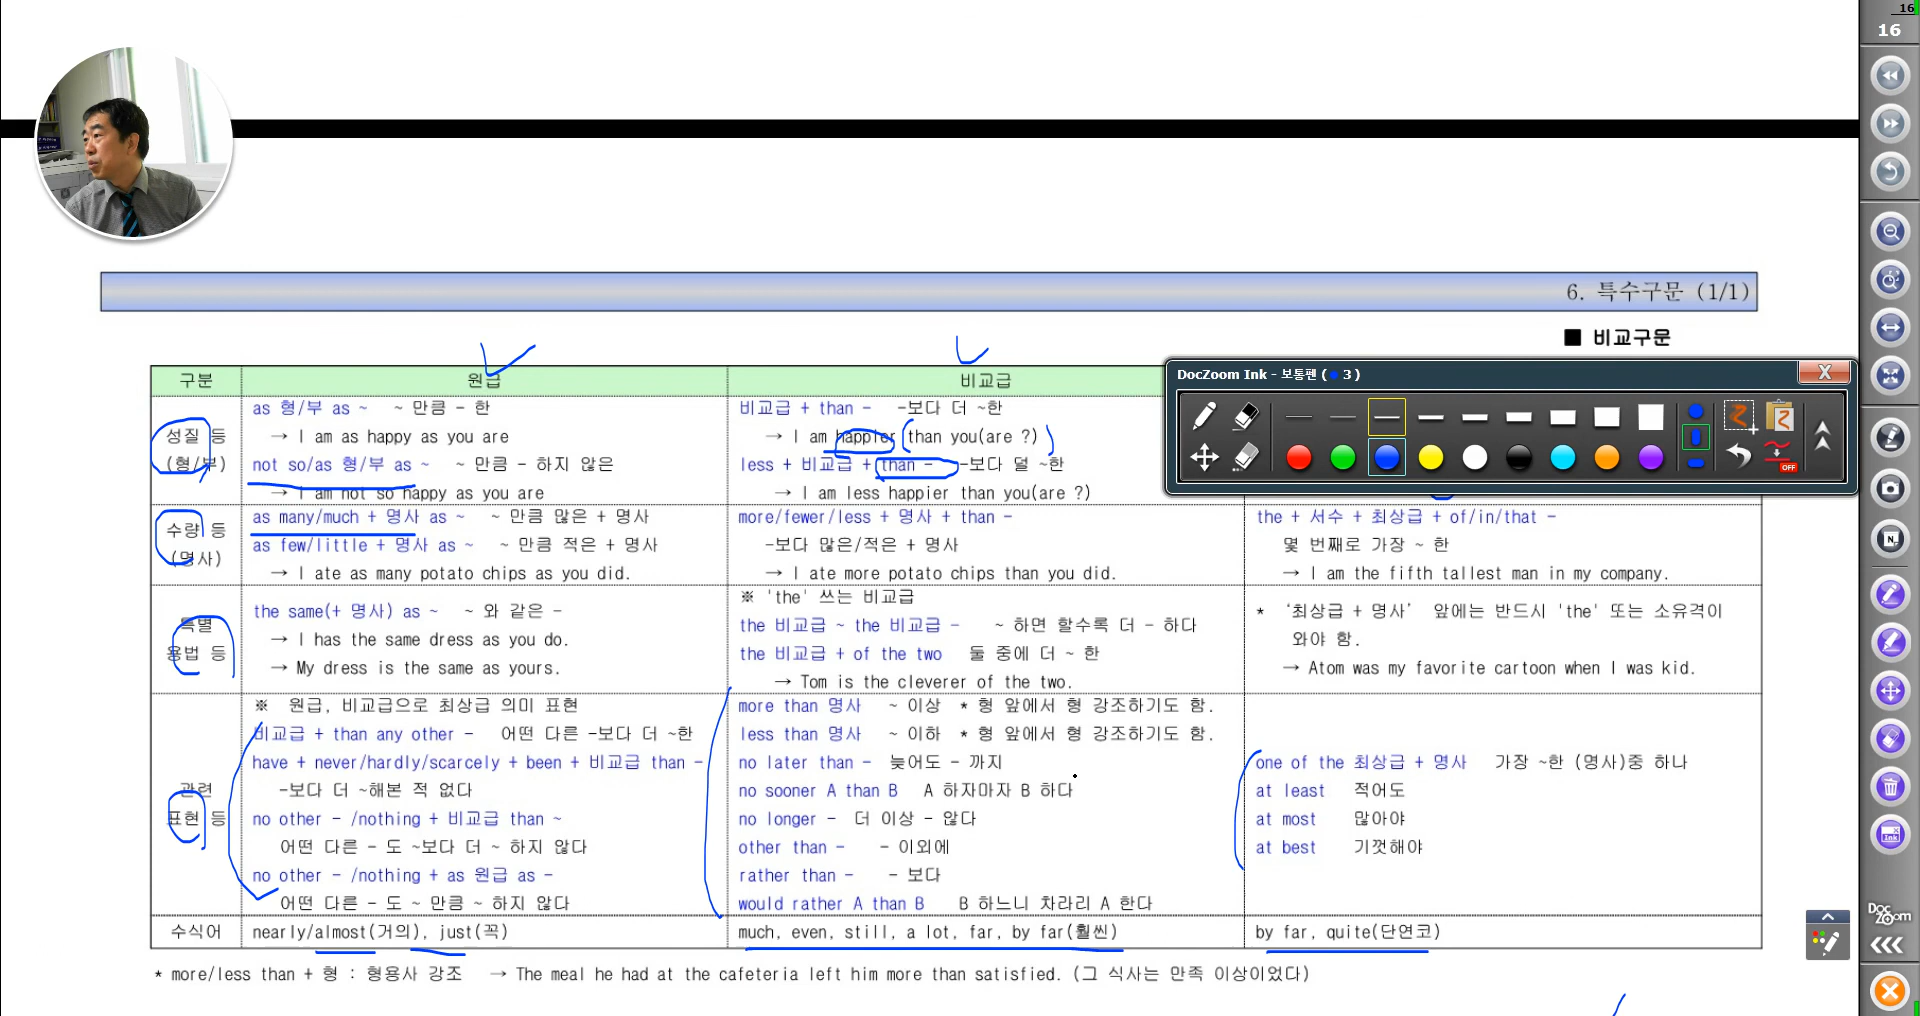 16
16
6. 특수구문 (1/1)
■ 비교구문
DocZoom Ink - 보통펜 ( 3 )
X
OFF
구분
원급
비교급
성질 등
(형/부)
as 형/부 as ~ ~ 만큼 - 한
→ I am as happy as you are
not so/as 형/부 as ~ ~ 만큼 - 하지 않은
→ I am not so happy as you are
비교급 + than - -보다 더 ~한
→ I am happier than you(are ?)
less + 비교급 + than - -보다 덜 ~한
→ I am less happier than you(are ?)
수량 등
(명사)
as many/much + 명사 as ~ ~ 만큼 많은 + 명사
as few/little + 명사 as ~ ~ 만큼 적은 + 명사
→ I ate as many potato chips as you did.
more/fewer/less + 명사 + than -
-보다 많은/적은 + 명사
→ I ate more potato chips than you did.
the + 서수 + 최상급 + of/in/that -
몇 번째로 가장 ~ 한
→ I am the fifth tallest man in my company.
특별
용법 등
the same(+ 명사) as ~ ~ 와 같은 -
→ I has the same dress as you do.
→ My dress is the same as yours.
※ 'the' 쓰는 비교급
the 비교급 ~ the 비교급 - ~ 하면 할수록 더 - 하다
the 비교급 + of the two 둘 중에 더 ~ 한
→ Tom is the cleverer of the two.
* ‘최상급 + 명사’ 앞에는 반드시 'the' 또는 소유격이
와야 함.
→ Atom was my favorite cartoon when I was kid.
관련
표현 등
※ 원급, 비교급으로 최상급 의미 표현
비교급 + than any other - 어떤 다른 -보다 더 ~한
have + never/hardly/scarcely + been + 비교급 than -
-보다 더 ~해본 적 없다
no other - /nothing + 비교급 than ~
어떤 다른 - 도 ~보다 더 ~ 하지 않다
no other - /nothing + as 원급 as -
어떤 다른 - 도 ~ 만큼 ~ 하지 않다
more than 명사 ~ 이상 * 형 앞에서 형 강조하기도 함.
less than 명사 ~ 이하 * 형 앞에서 형 강조하기도 함.
no later than - 늦어도 - 까지
no sooner A than B A 하자마자 B 하다
no longer - 더 이상 - 않다
other than - - 이외에
rather than - - 보다
would rather A than B B 하느니 차라리 A 한다
one of the 최상급 + 명사 가장 ~한 (명사)중 하나
at least 적어도
at most 많아야
at best 기껏해야
수식어
nearly/almost(거의), just(꼭)
much, even, still, a lot, far, by far(훨씬)
by far, quite(단연코)
* more/less than + 형 : 형용사 강조 → The meal he had at the cafeteria left him more than satisfied. (그 식사는 만족 이상이었다)
N
Ink
Doc
Zoom